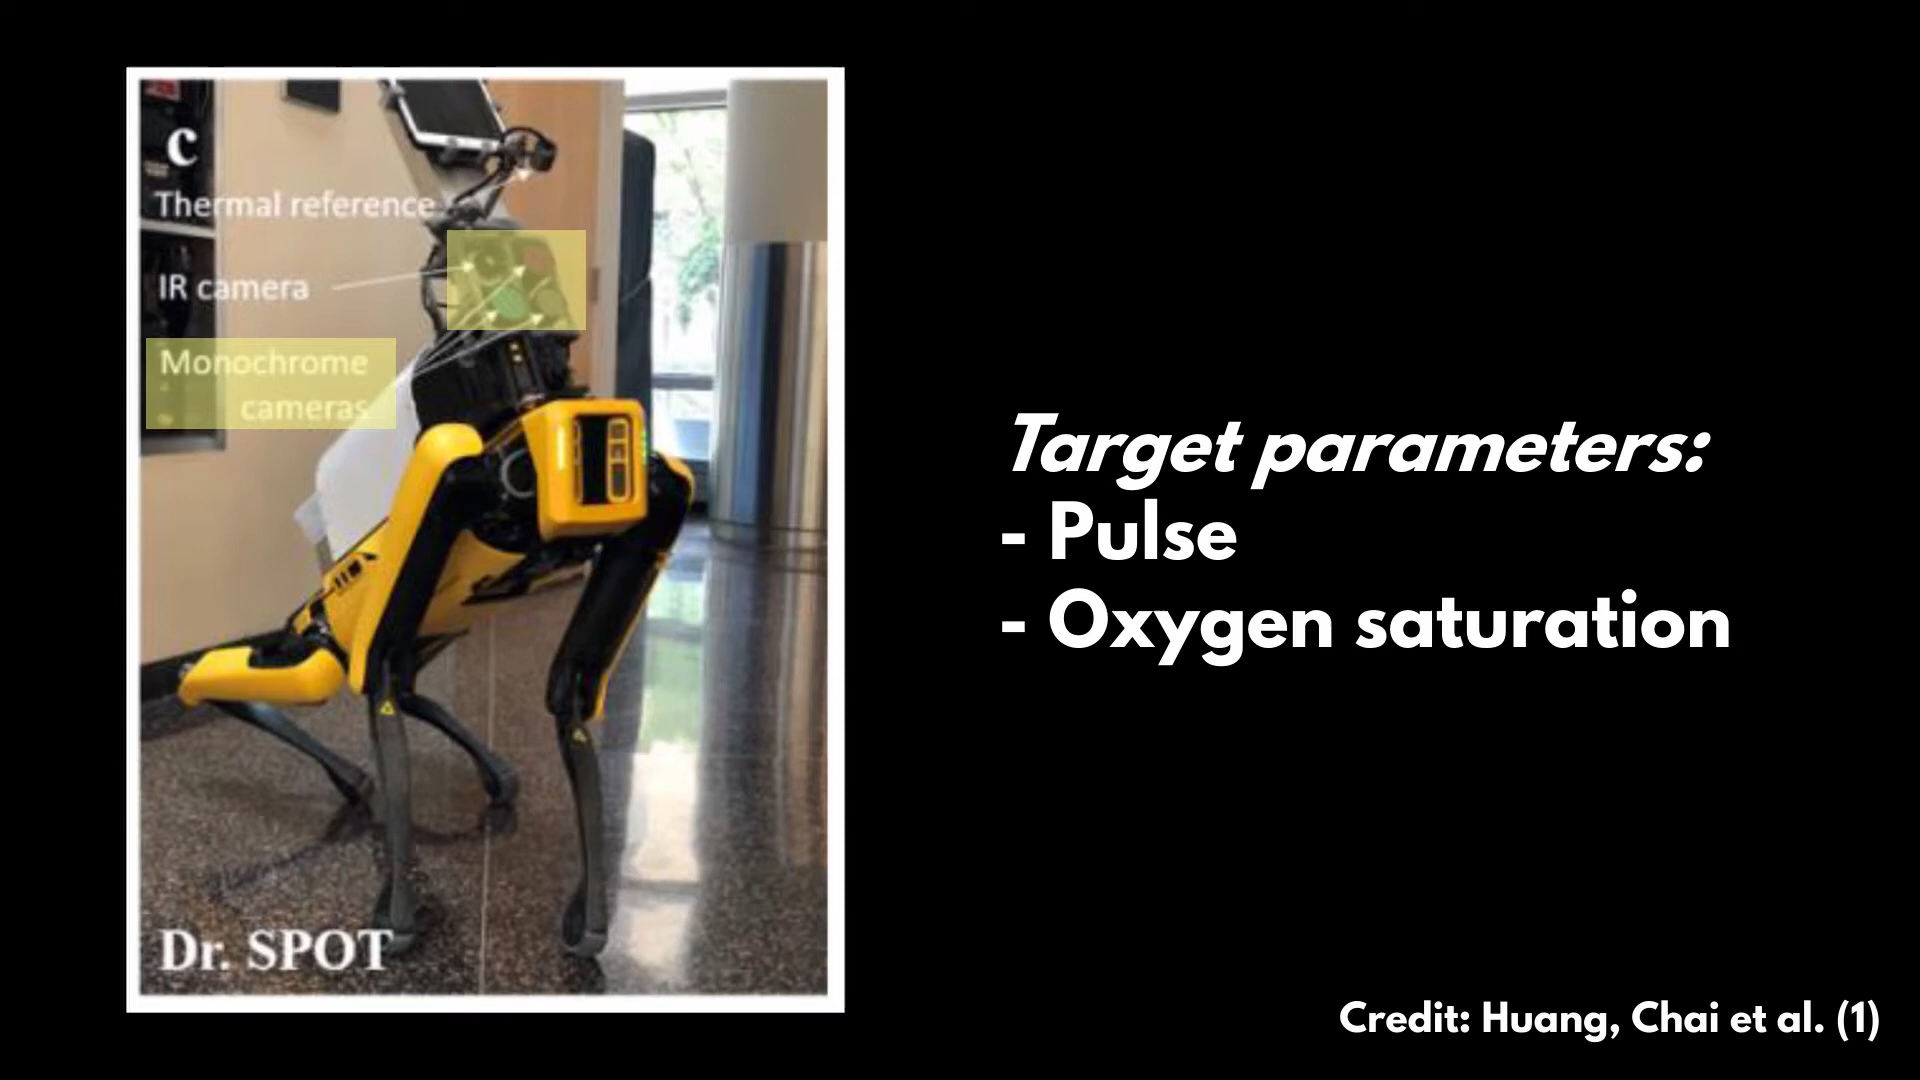 c
Thermal reference
IR camera
Monochrome
cameras
Dr. SPOT
Target parameters:
- Pulse
- Oxygen saturation
Credit: Huang, Chai et al. (1)